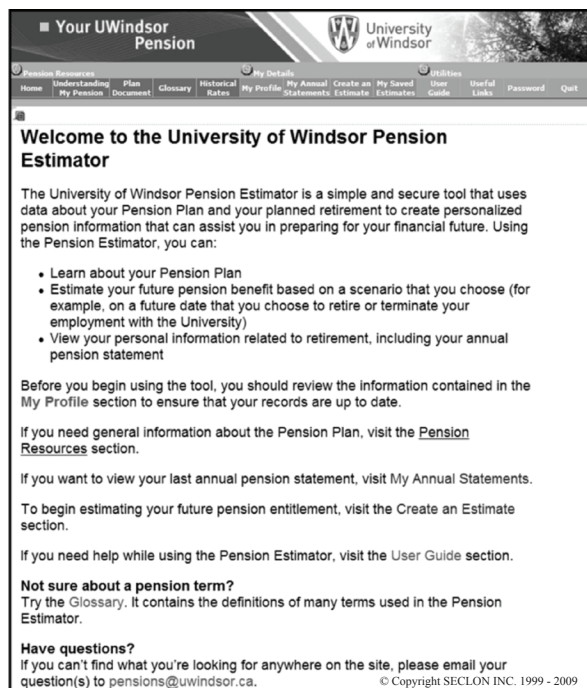 Your UWindsor
Pension
University
of Windsor
Pension Resources My Details Utilities
Home Understanding My Pension Plan Document Glossary Historical Rates My Profile My Annual Statements Create an Estimate My Saved Estimates User Guide Useful Links Password Quit
Welcome to the University of Windsor Pension
Estimator
The University of Windsor Pension Estimator is a simple and secure tool that uses
data about your Pension Plan and your planned retirement to create personalized
pension information that can assist you in preparing for your financial future. Using
the Pension Estimator, you can:
• Learn about your Pension Plan
• Estimate your future pension benefit based on a scenario that you choose (for
example, on a future date that you choose to retire or terminate your
employment with the University)
• View your personal information related to retirement, including your annual
pension statement
Before you begin using the tool, you should review the information contained in the
My Profile section to ensure that your records are up to date.
If you need general information about the Pension Plan, visit the Pension
Resources section.
If you want to view your last annual pension statement, visit My Annual Statements.
To begin estimating your future pension entitlement, visit the Create an Estimate
section.
If you need help while using the Pension Estimator, visit the User Guide section.
Not sure about a pension term?
Try the Glossary. It contains the definitions of many terms used in the Pension
Estimator.
Have questions?
If you can't find what you're looking for anywhere on the site, please email your
question(s) to pensions@uwindsor.ca.
© Copyright SECLON INC. 1999 - 2009